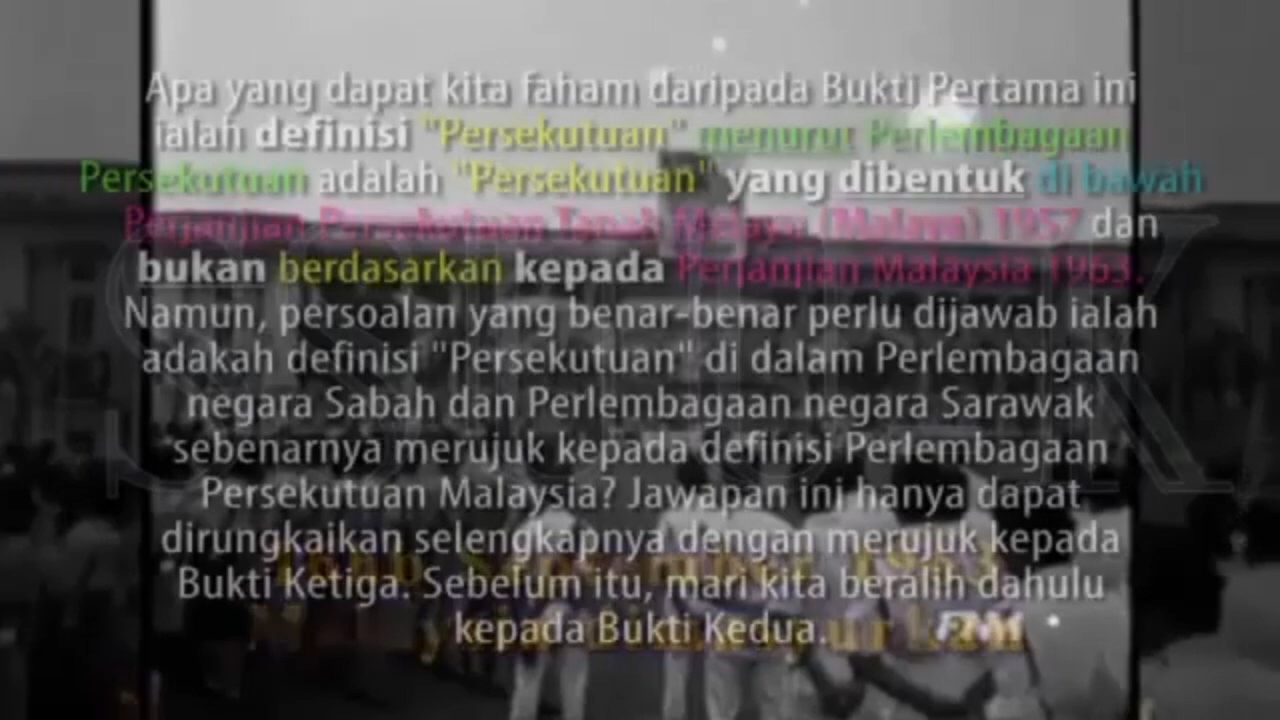 Apa yang dapat kita faham daripada Bukti Pertama ini
ialah definisi "Persekutuan" menurut Perlembagaan
Persekutuan adalah "Persekutuan" yang dibentuk di bawah
Perjanjian Persekutuan Tanah Melayu (Malaya) 1957 dan
bukan berdasarkan kepada Perjanjian Malaysia 1963.
Namun, persoalan yang benar-benar perlu dijawab ialah
adakah definisi "Persekutuan" di dalam Perlembagaan
negara Sabah dan Perlembagaan negara Sarawak
sebenarnya merujuk kepada definisi Perlembagaan
Persekutuan Malaysia? Jawapan ini hanya dapat
dirungkaikan selengkapnya dengan merujuk kepada
Bukti Ketiga. Sebelum itu, mari kita beralih dahulu
kepada Bukti Kedua.
FNM